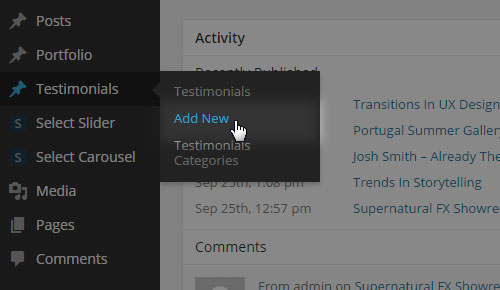 Posts
Portfolio
Testimonials
Select Slider
Select Carousel
Media
Pages
Comments
Testimonials
Add New
Testimonials
Categories
Activity
Recently Published
Transitions In UX Design
Portugal Summer Gallery
Josh Smith – Already The
Sep 25th, 1:08 pm
Trends In Storytelling
Sep 25th, 12:57 pm
Supernatural FX Showre
Comments
From admin on Supernatural FX Showre